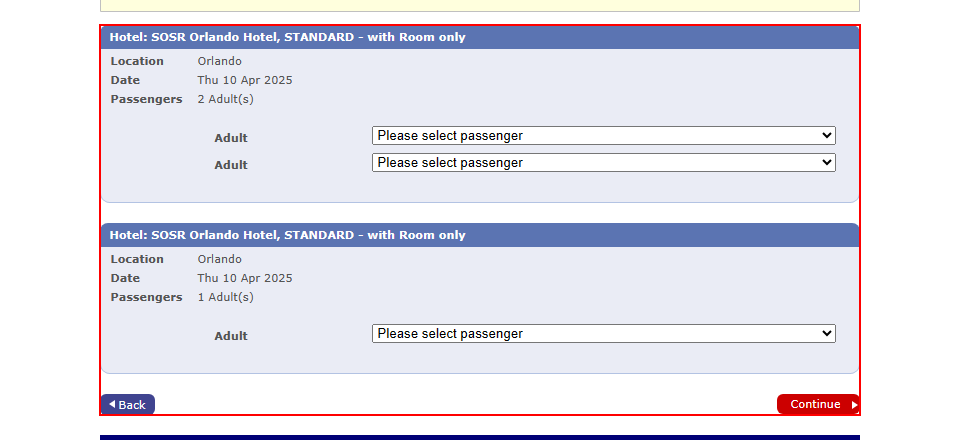 Hotel: SOSR Orlando Hotel, STANDARD - with Room only
Location Orlando
Date Thu 10 Apr 2025
Passengers 2 Adult(s)
Adult Please select passenger
Adult Please select passenger
Hotel: SOSR Orlando Hotel, STANDARD - with Room only
Location Orlando
Date Thu 10 Apr 2025
Passengers 1 Adult(s)
Adult Please select passenger
Back Continue